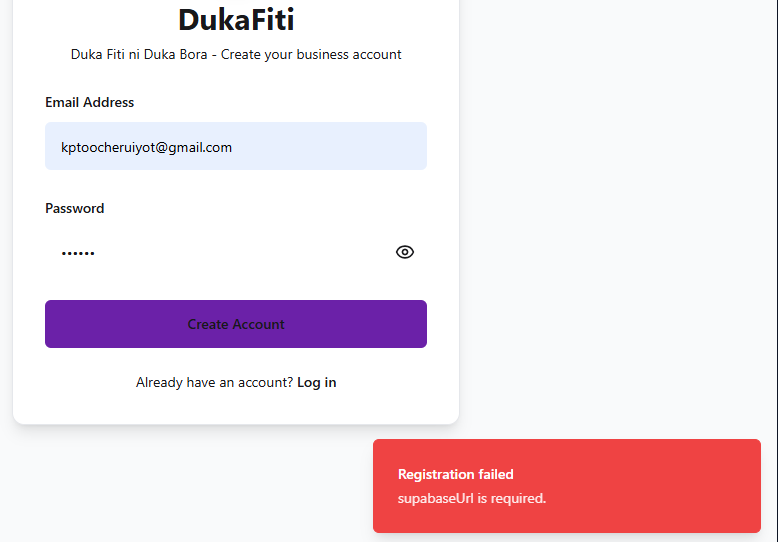 DukaFiti
Duka Fiti ni Duka Bora - Create your business account
Email Address
kptoocheruiyot@gmail.com
Password
••••••
Create Account
Already have an account? Log in
Registration failed
supabaseUrl is required.